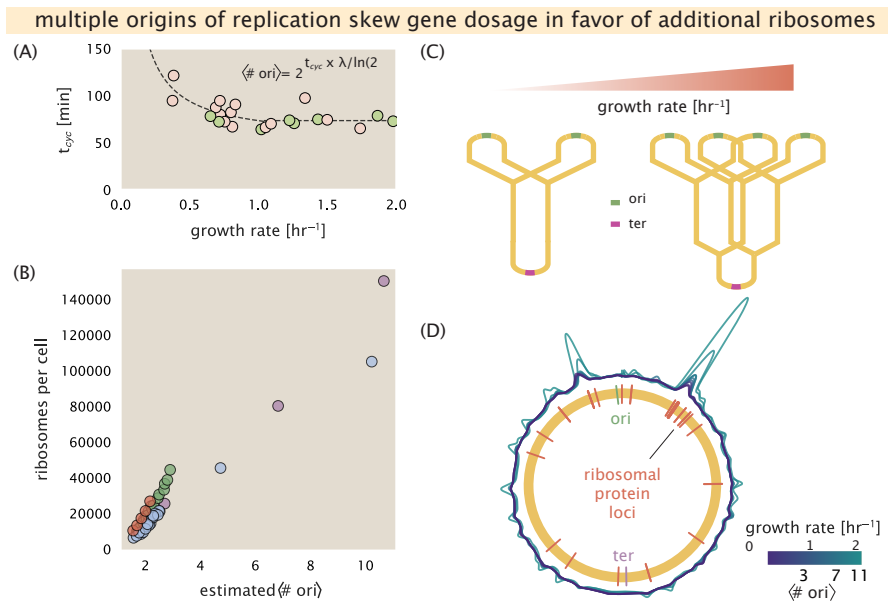 multiple origins of replication skew gene dosage in favor of additional ribosomes
(A)
150
100
50
0
t_cyc [min]
⟨# ori⟩ = 2^t_cyc x λ/ln(2
0.0 0.5 1.0 1.5 2.0
growth rate [hr⁻¹]
(B)
140000
120000
100000
80000
60000
40000
20000
0
ribosomes per cell
2 4 6 8 10
estimated⟨# ori⟩
(C)
growth rate [hr⁻¹]
ori
ter
(D)
ori
ribosomal
protein
loci
ter
growth rate [hr⁻¹]
0 1 2
3 7 11
⟨# ori⟩